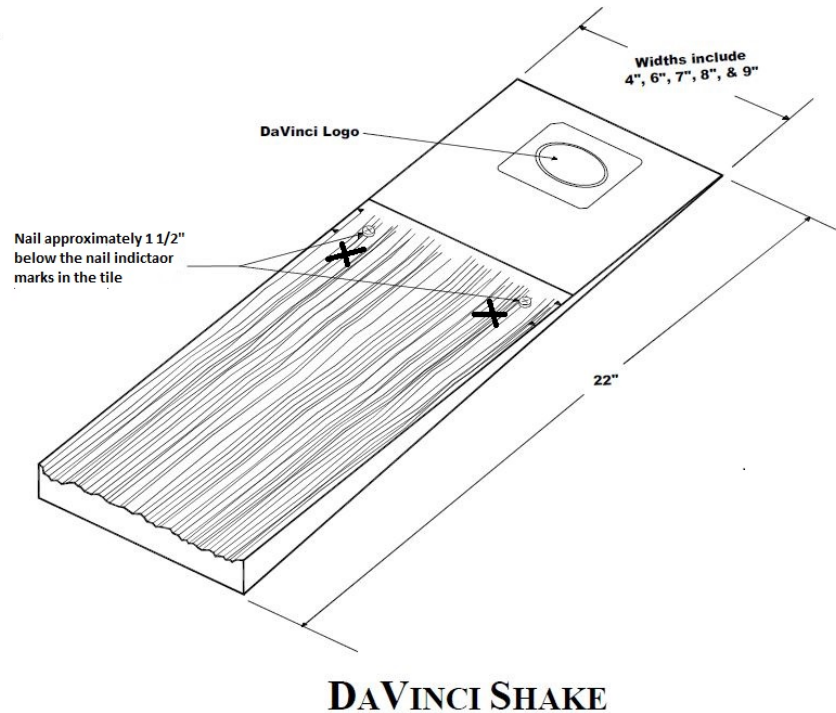 Widths include
4", 6", 7", 8", & 9"
DaVinci Logo
Nail approximately 1 1/2"
below the nail indictaor
marks in the tile
22"
DAVINCI SHAKE